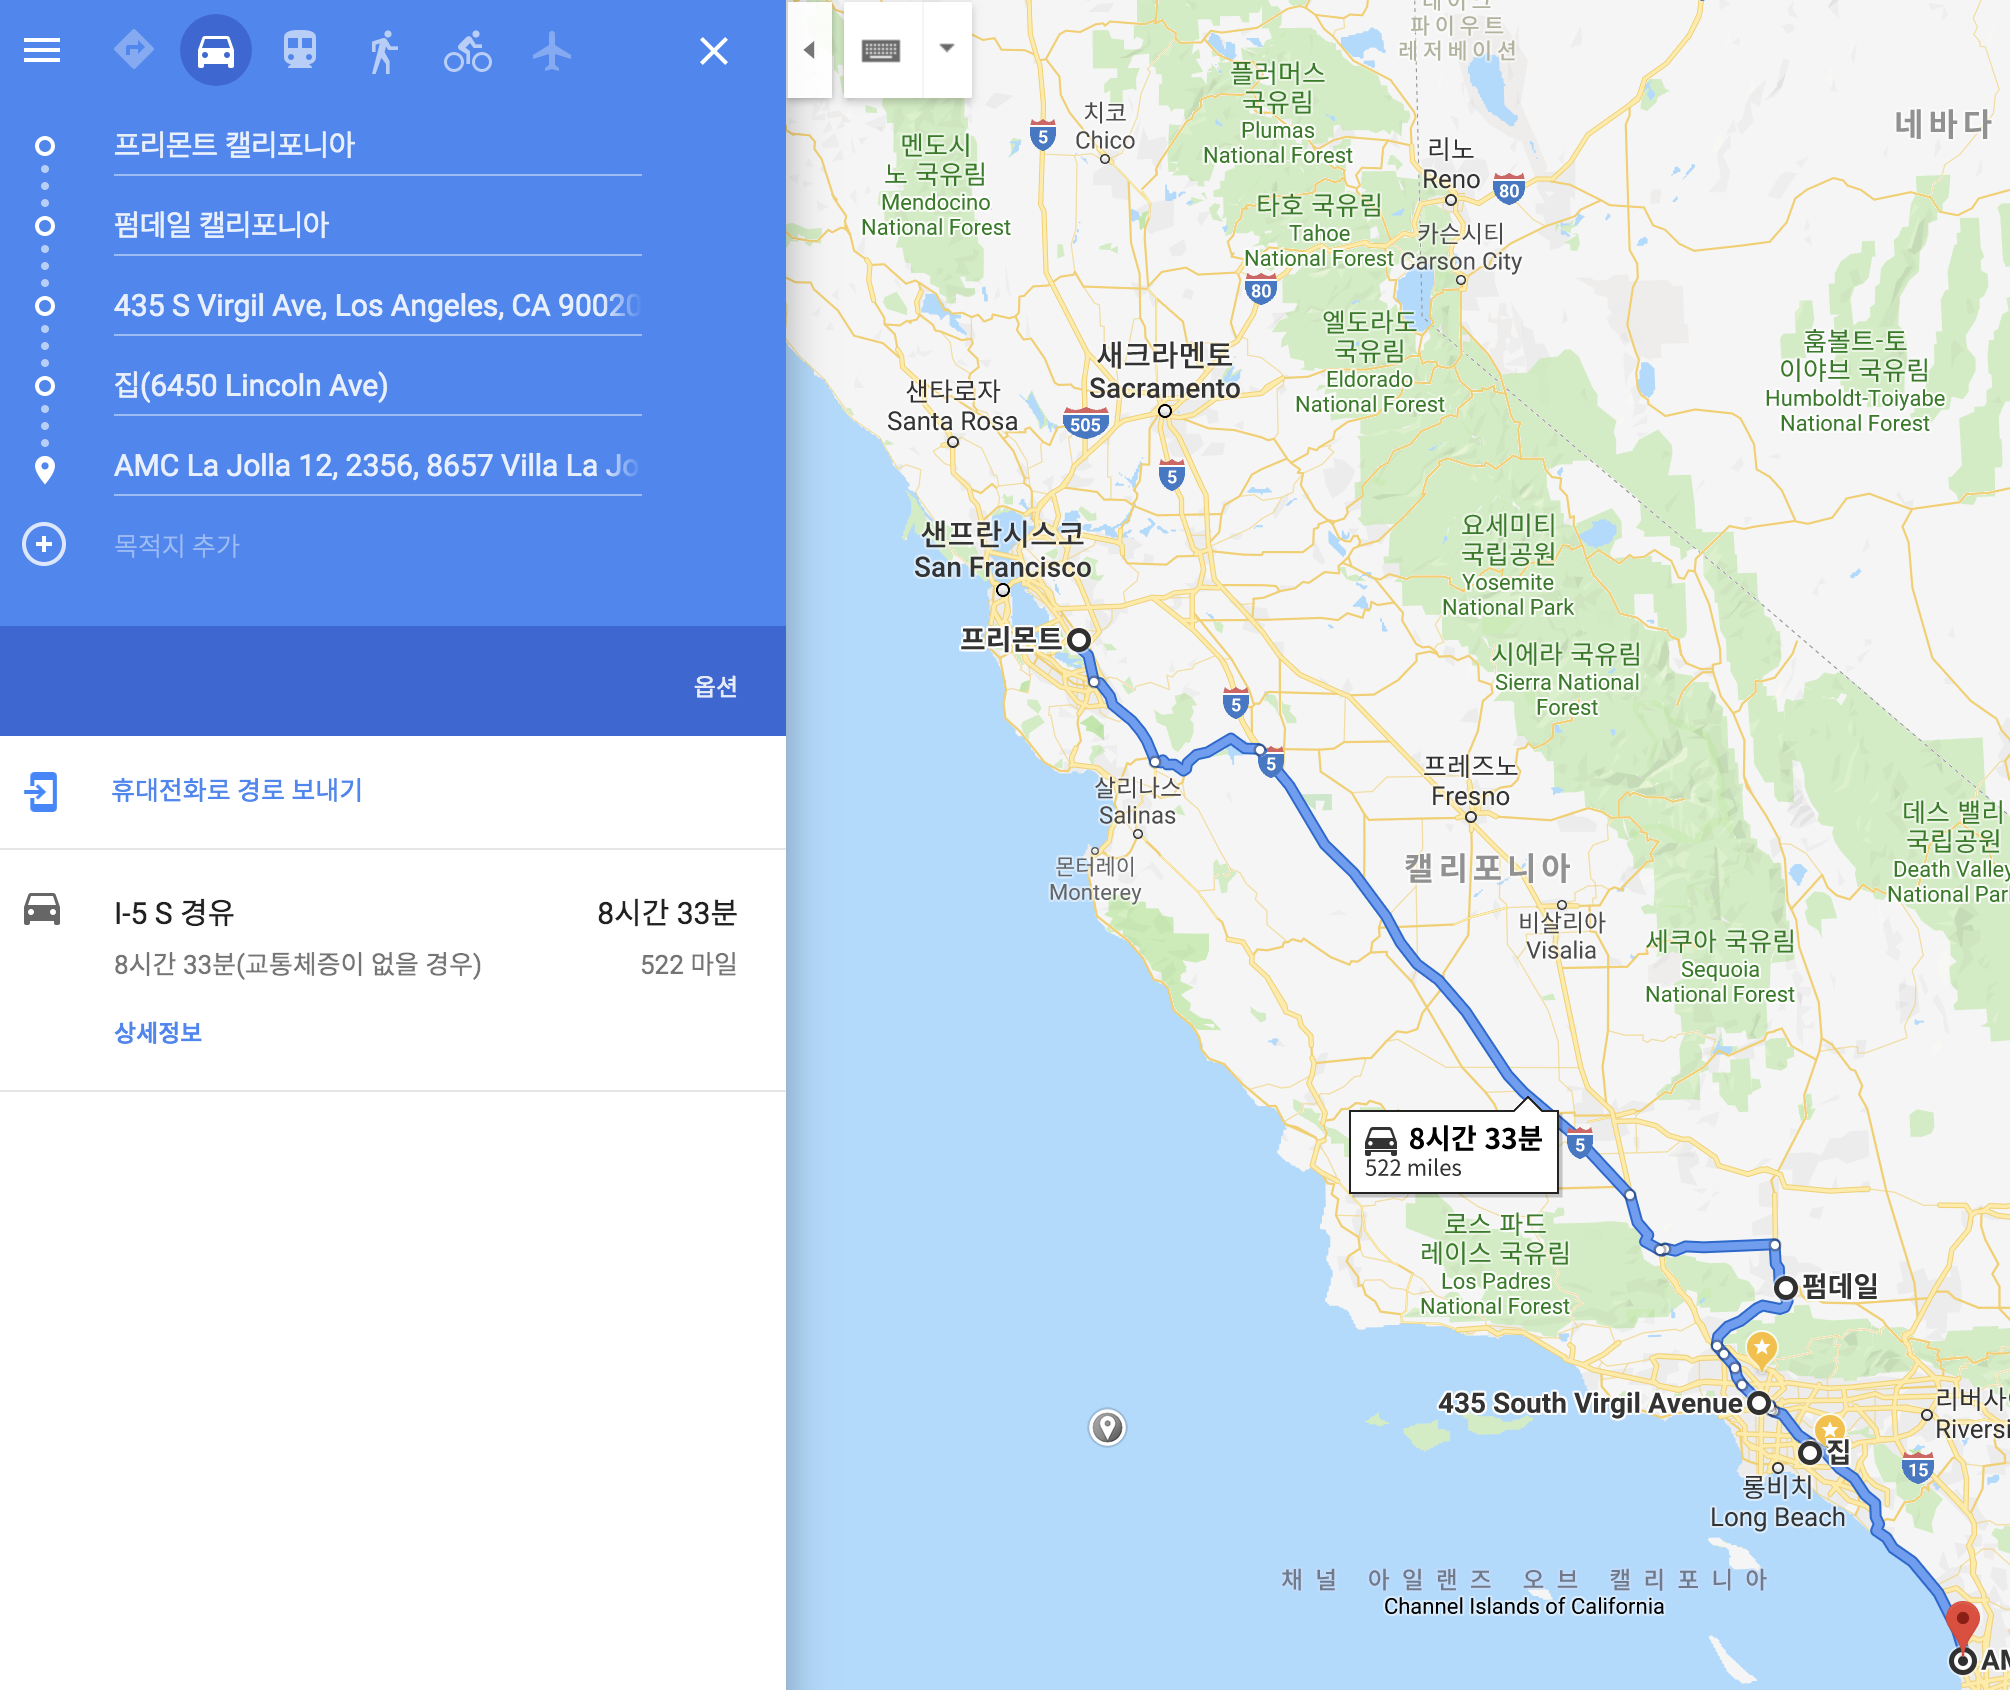 프리몬트 캘리포니아
펌데일 캘리포니아
435 S Virgil Ave, Los Angeles, CA 90020
집(6450 Lincoln Ave)
AMC La Jolla 12, 2356, 8657 Villa La Jo
목적지 추가
옵션
휴대전화로 경로 보내기
I-5 S 경유
8시간 33분
8시간 33분(교통체증이 없을 경우)
522 마일
상세정보
파이우트
레저베이션
플러머스
국유림
Plumas
National Forest
네바다
5
치코
Chico
멘도시
노 국유림
Mendocino
National Forest
리노
Reno
80
타호 국유림
Tahoe
National Forest
카슨시티
Carson City
80
엘도라도
국유림
Eldorado
National Forest
훔볼트-토
이야브 국유림
Humboldt-Toiyabe
National Forest
새크라멘토
Sacramento
샌타로자
Santa Rosa
505
5
샌프란시스코
San Francisco
요세미티
국립공원
Yosemite
National Park
프리몬트
시에라 국유림
Sierra National
Forest
5
5
프레즈노
Fresno
살리나스
Salinas
데스 밸리
국립공원
Death Valley
National Par
몬터레이
Monterey
캘리포니아
비살리아
Visalia
세쿠아 국유림
Sequoia
National Forest
8시간 33분
522 miles
5
로스 파드
레이스 국유림
Los Padres
National Forest
펌데일
435 South Virgil Avenue
리버사
Riversi
집
15
롱비치
Long Beach
채널 아일랜즈 오브 캘리포니아
Channel Islands of California
AM